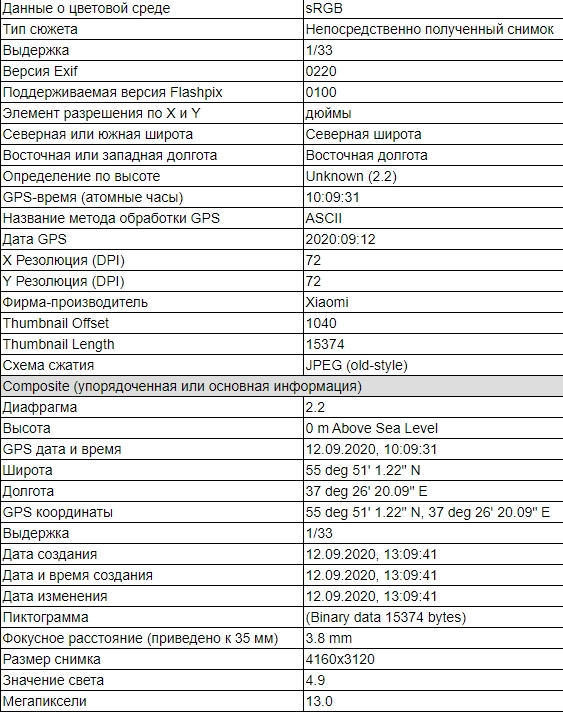 Данные о цветовой среде sRGB
Тип сюжета Непосредственно полученный снимок
Выдержка 1/33
Версия Exif 0220
Поддерживаемая версия Flashpix 0100
Элемент разрешения по X и Y дюймы
Северная или южная широта Северная широта
Восточная или западная долгота Восточная долгота
Определение по высоте Unknown (2.2)
GPS-время (атомные часы) 10:09:31
Название метода обработки GPS ASCII
Дата GPS 2020:09:12
X Резолюция (DPI) 72
Y Резолюция (DPI) 72
Фирма-производитель Xiaomi
Thumbnail Offset 1040
Thumbnail Length 15374
Схема сжатия JPEG (old-style)
Composite (упорядоченная или основная информация)
Диафрагма 2.2
Высота 0 m Above Sea Level
GPS дата и время 12.09.2020, 10:09:31
Широта 55 deg 51' 1.22" N
Долгота 37 deg 26' 20.09" E
GPS координаты 55 deg 51' 1.22" N, 37 deg 26' 20.09" E
Выдержка 1/33
Дата создания 12.09.2020, 13:09:41
Дата и время создания 12.09.2020, 13:09:41
Дата изменения 12.09.2020, 13:09:41
Пиктограмма (Binary data 15374 bytes)
Фокусное расстояние (приведено к 35 мм) 3.8 mm
Размер снимка 4160x3120
Значение света 4.9
Мегапиксели 13.0